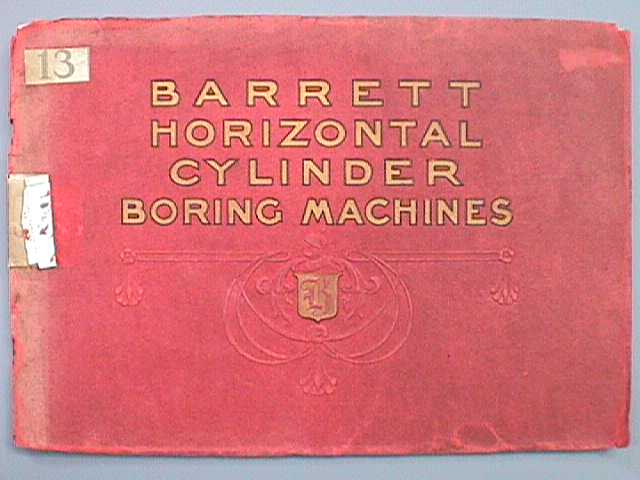 13
BARRETT
HORIZONTAL
CYLINDER
BORING MACHINES
B